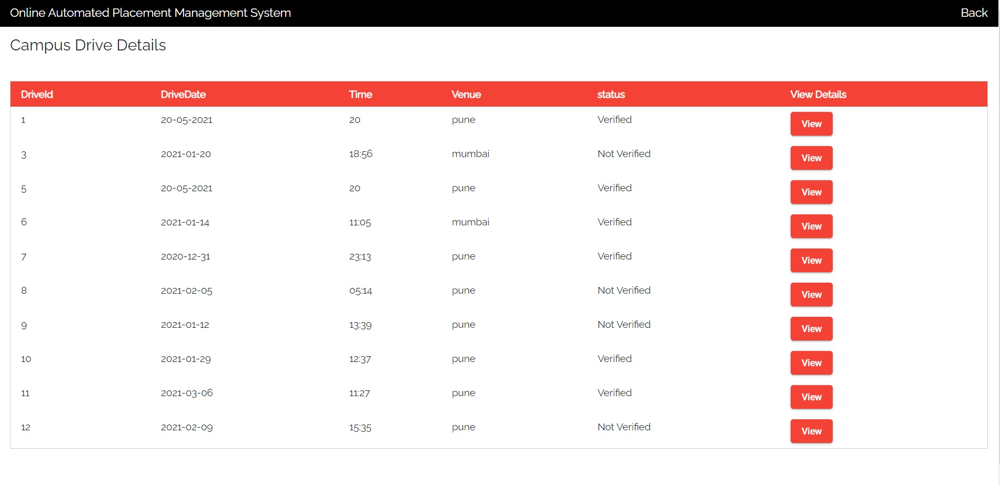 Online Automated Placement Management System Back
Campus Drive Details
DriveId DriveDate Time Venue status View Details
1 20-05-2021 20 pune Verified View
3 2021-01-20 18:56 mumbai Not Verified View
5 20-05-2021 20 pune Verified View
6 2021-01-14 11:05 mumbai Verified View
7 2020-12-31 23:13 pune Verified View
8 2021-02-05 05:14 pune Not Verified View
9 2021-01-12 13:39 pune Not Verified View
10 2021-01-29 12:37 pune Verified View
11 2021-03-06 11:27 pune Verified View
12 2021-02-09 15:35 pune Not Verified View